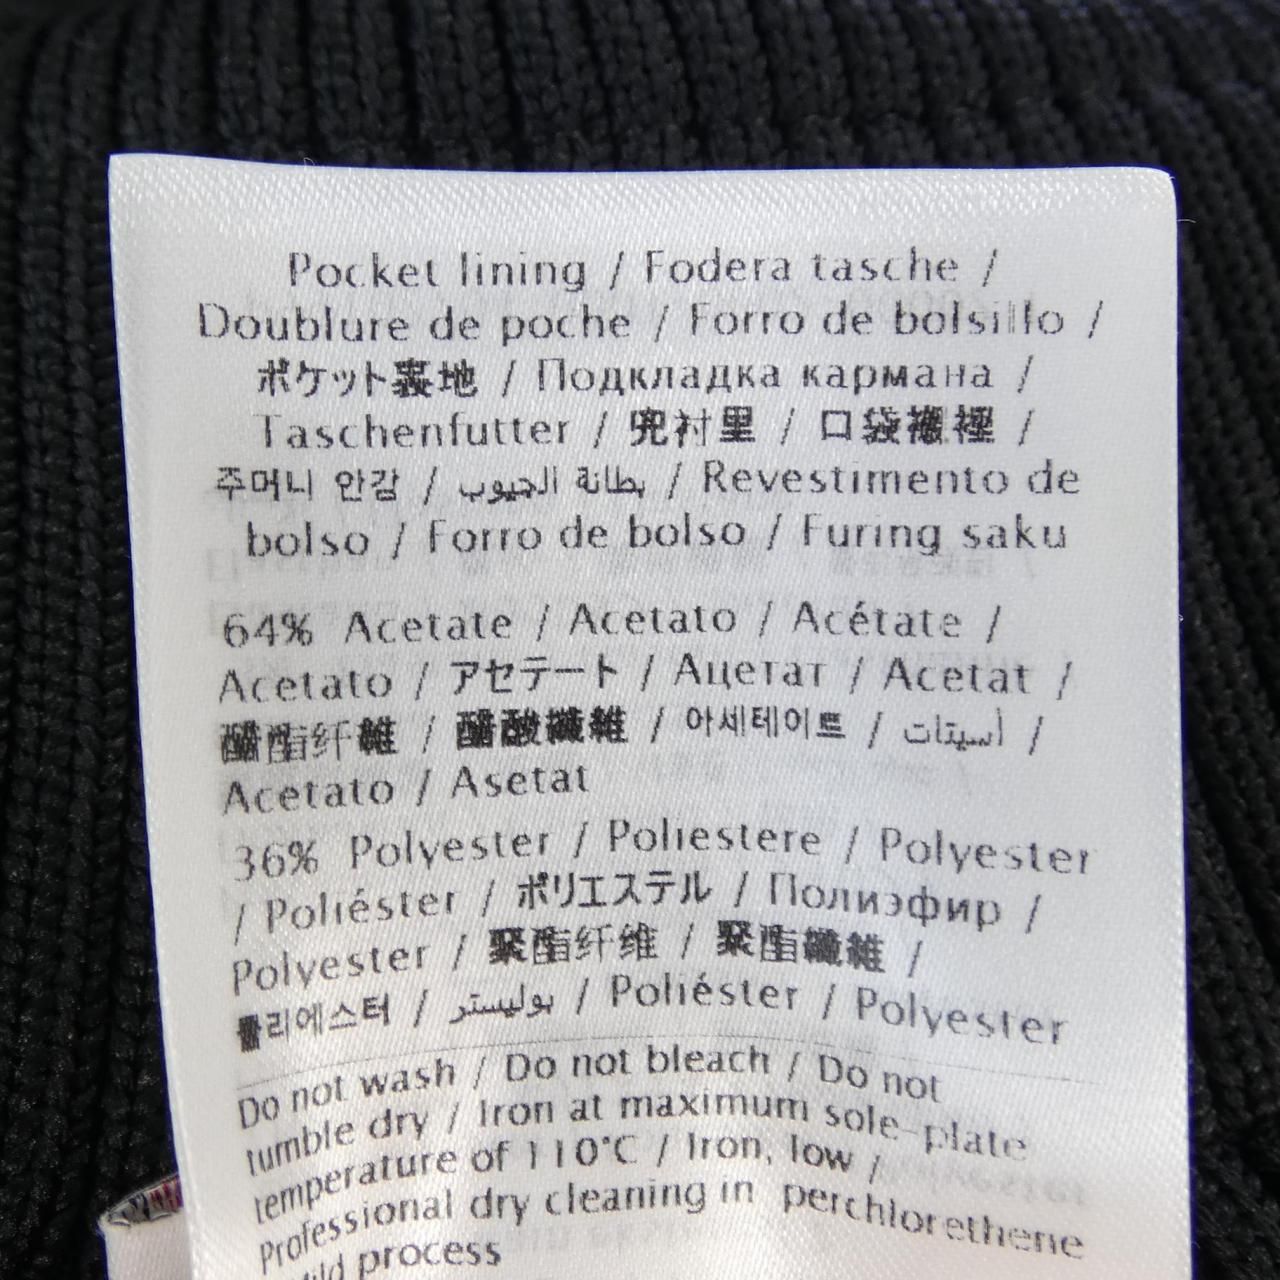 Pocket lining / Fodera tasche /
Doublure de poche / Forro de bolsillo /
ポケット裏地 / Подкладка кармана /
Taschenfutter / 兜衬里 / 口袋襯裡 /
주머니 안감 / بطانة الجيوب / Revestimento de
bolso / Forro de bolso / Furing saku
64% Acetate / Acetato / Acétate /
Acetato / アセテート / Ацетат / Acetat /
醋酯纤維 / 醋酸纖維 / 아세테이트 / أسيتات /
Acetato / Asetat
36% Polyester / Poliestere / Polyester
/ Poliéster / ポリエステル / Полиэфир /
Polyester / 聚酯纤维 / 聚酯纖維 /
폴리에스터 / بوليستر / Poliéster / Polyester
Do not wash / Do not bleach / Do not
tumble dry / Iron at maximum sole-plate
temperature of 110°C / Iron, low /
Professional dry cleaning in perchlorethene
mild process